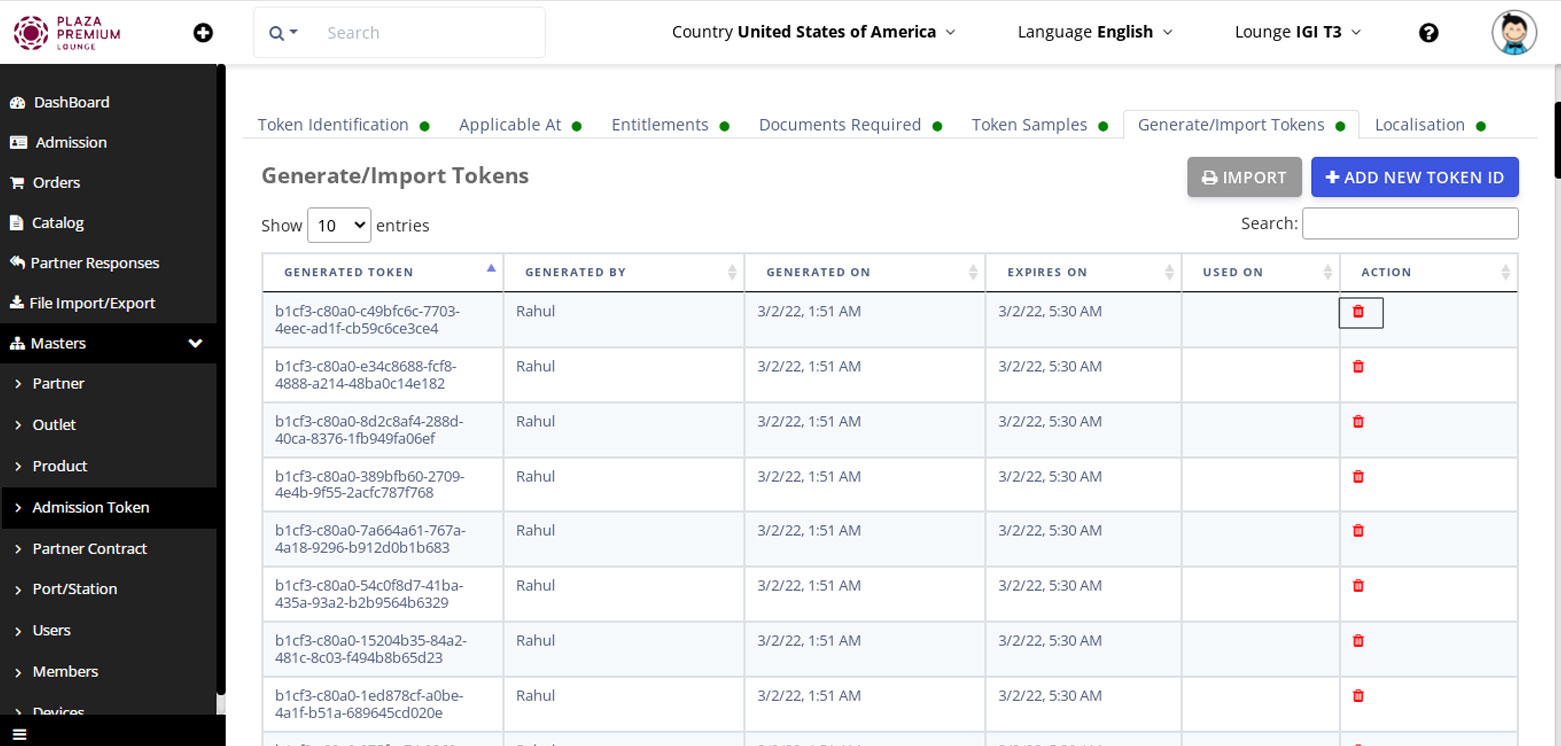 PLAZA
PREMIUM
LOUNGE
Search
Country United States of America
Language English
Lounge IGI T3
DashBoard
Admission
Orders
Catalog
Partner Responses
File Import/Export
Masters
Partner
Outlet
Product
Admission Token
Partner Contract
Port/Station
Users
Members
Devices
Token Identification
Applicable At
Entitlements
Documents Required
Token Samples
Generate/Import Tokens
Localisation
Generate/Import Tokens
IMPORT
ADD NEW TOKEN ID
Show 10 entries
Search:
GENERATED TOKEN GENERATED BY GENERATED ON EXPIRES ON USED ON ACTION
b1cf3-c80a0-c49bfc6c-7703- Rahul 3/2/22, 1:51 AM 3/2/22, 5:30 AM
4eec-ad1f-cb59c6ce3ce4
b1cf3-c80a0-e34c8688-fcf8- Rahul 3/2/22, 1:51 AM 3/2/22, 5:30 AM
4888-a214-48ba0c14e182
b1cf3-c80a0-8d2c8af4-288d- Rahul 3/2/22, 1:51 AM 3/2/22, 5:30 AM
40ca-8376-1fb949fa06ef
b1cf3-c80a0-389bfb60-2709- Rahul 3/2/22, 1:51 AM 3/2/22, 5:30 AM
4e4b-9f55-2acfc787f768
b1cf3-c80a0-7a664a61-767a- Rahul 3/2/22, 1:51 AM 3/2/22, 5:30 AM
4a18-9296-b912d0b1b683
b1cf3-c80a0-54c0f8d7-41ba- Rahul 3/2/22, 1:51 AM 3/2/22, 5:30 AM
435a-93a2-b2b9564b6329
b1cf3-c80a0-15204b35-84a2- Rahul 3/2/22, 1:51 AM 3/2/22, 5:30 AM
481c-8c03-f494b8b65d23
b1cf3-c80a0-1ed878cf-a0be- Rahul 3/2/22, 1:51 AM 3/2/22, 5:30 AM
4a1f-b51a-689645cd020e